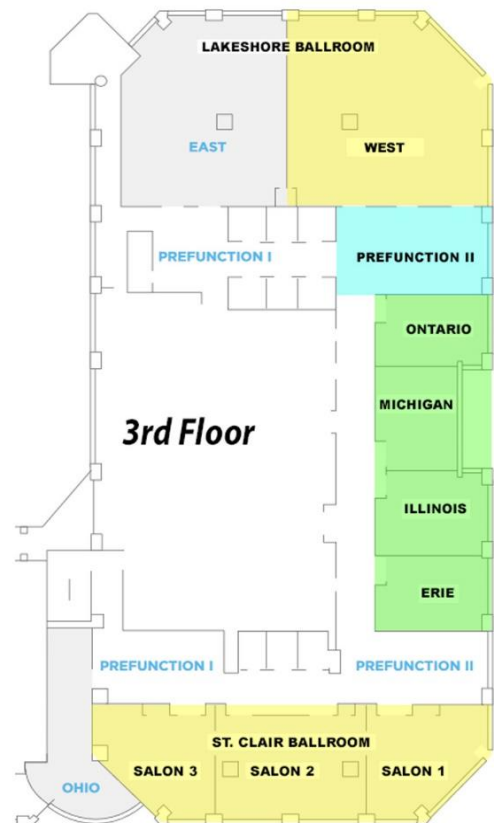 LAKESHORE BALLROOM
EAST
WEST
PREFUNCTION I
PREFUNCTION II
ONTARIO
MICHIGAN
3rd Floor
ILLINOIS
ERIE
PREFUNCTION I
PREFUNCTION II
ST. CLAIR BALLROOM
SALON 3
SALON 2
SALON 1
OHIO